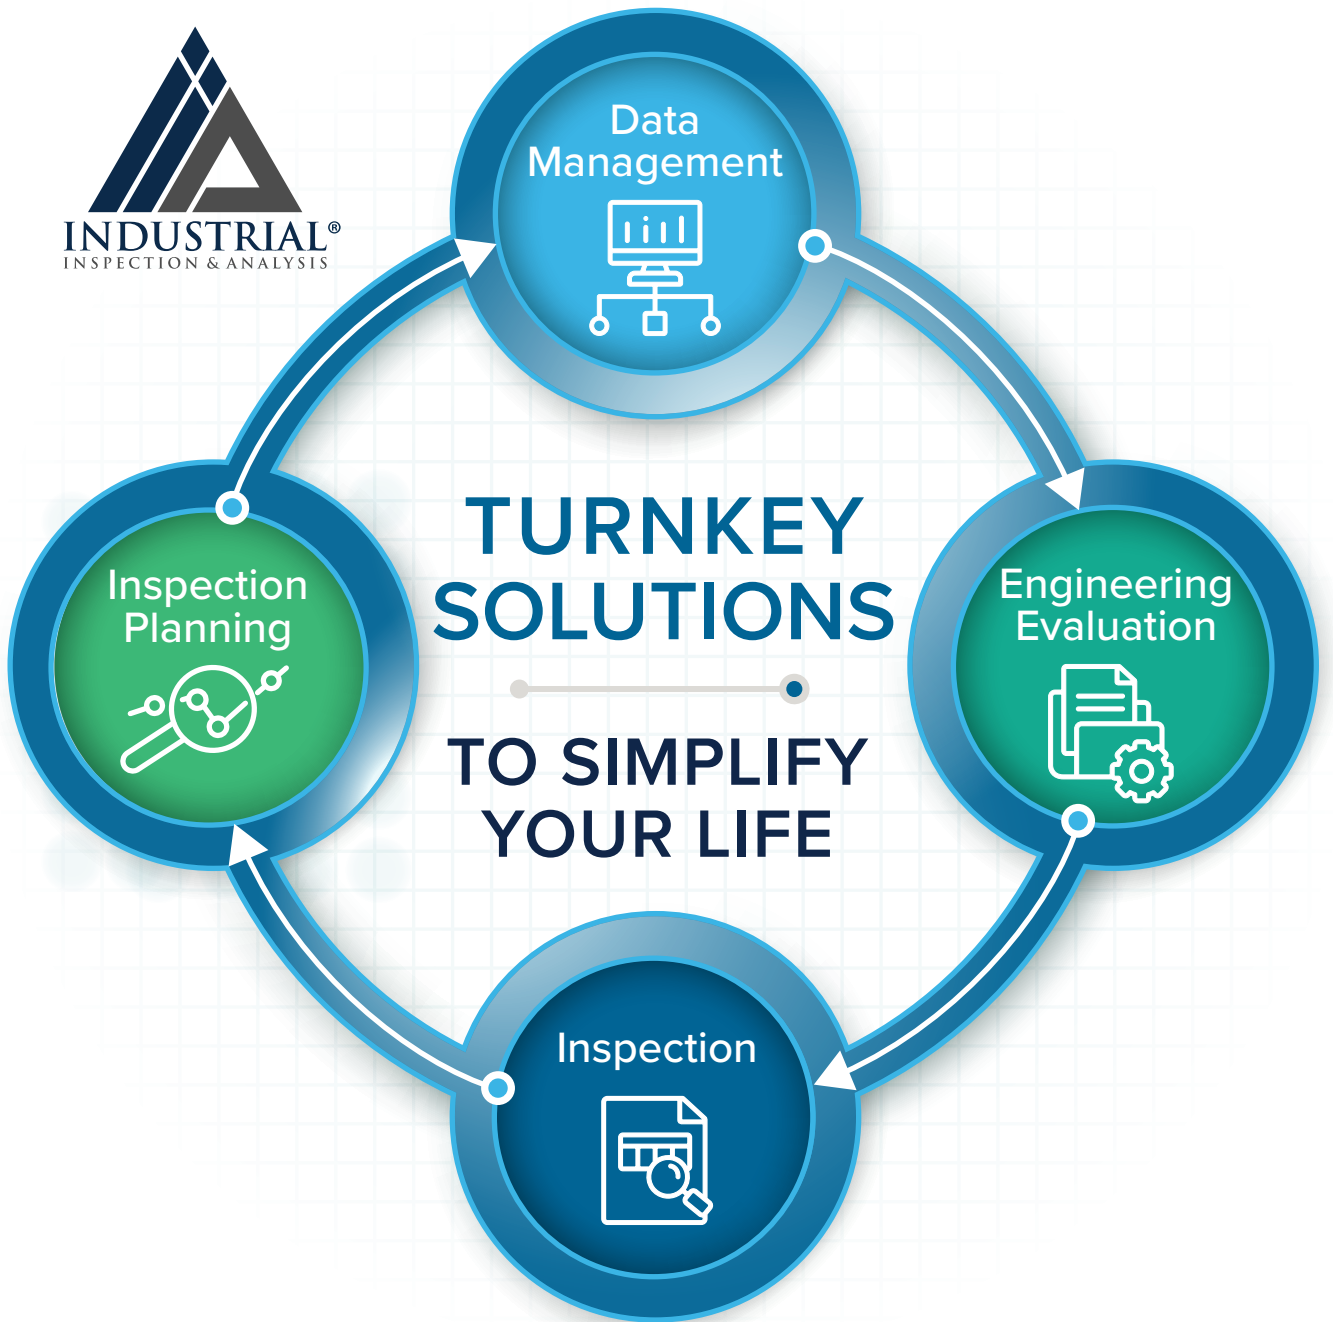 INDUSTRIAL®
INSPECTION & ANALYSIS
Data
Management
Inspection
Planning
TURNKEY
SOLUTIONS
TO SIMPLIFY
YOUR LIFE
Engineering
Evaluation
Inspection